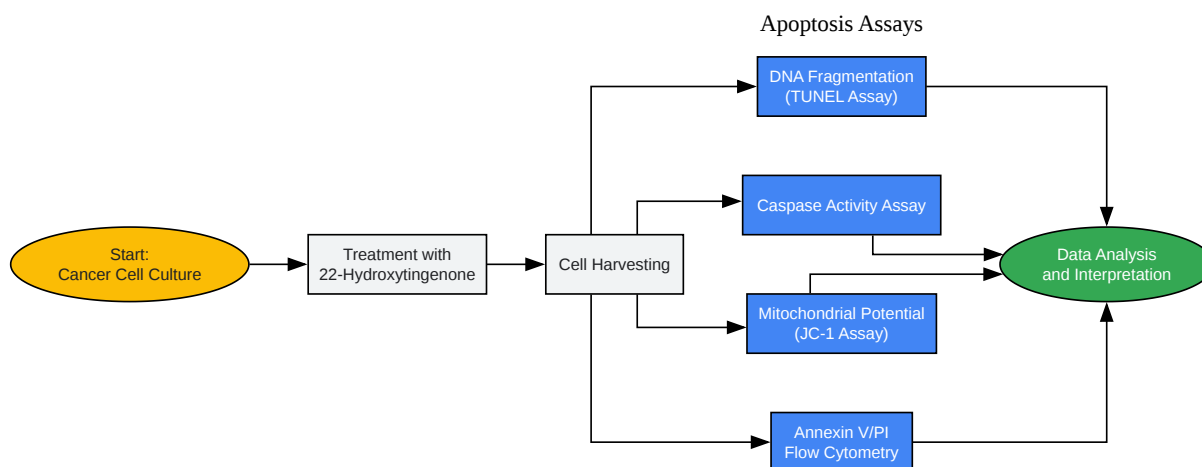 Apoptosis Assays
DNA Fragmentation
(TUNEL Assay)
Caspase Activity Assay
Start:
Cancer Cell Culture
Treatment with
22-Hydroxytingenone
Cell Harvesting
Data Analysis
and Interpretation
Mitochondrial Potential
(JC-1 Assay)
Annexin V/PI
Flow Cytometry